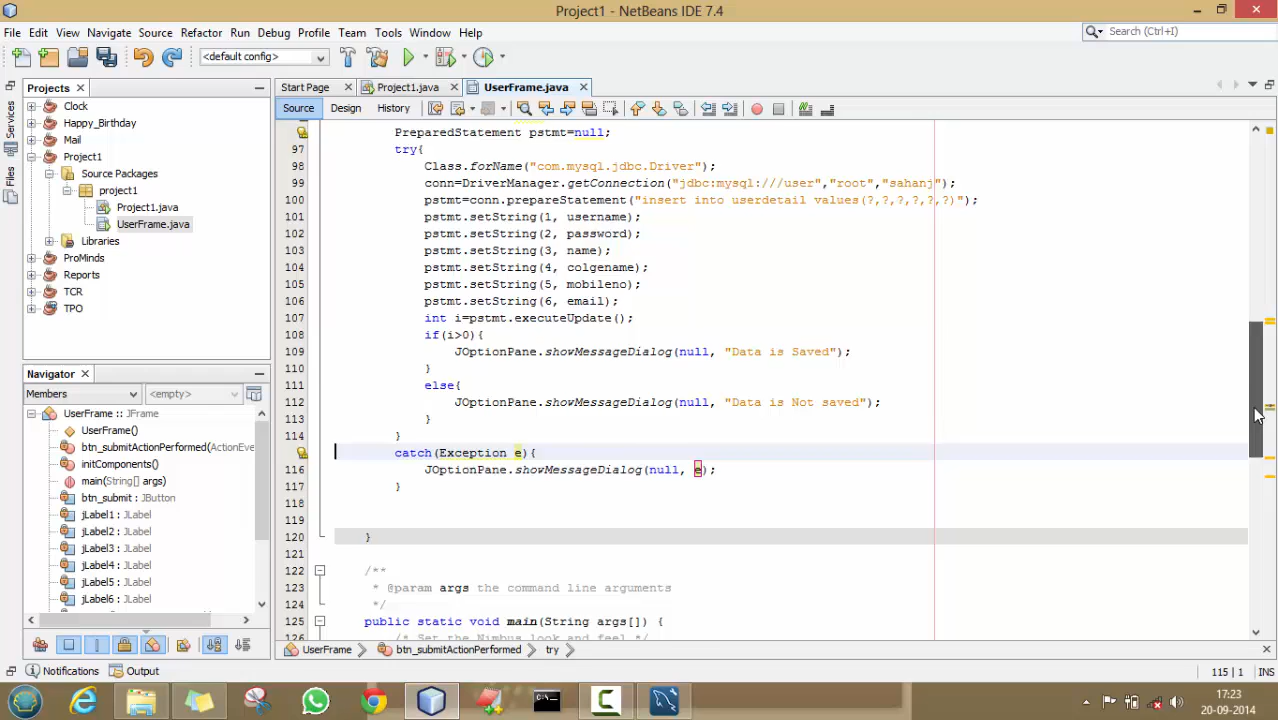 Project1 - NetBeans IDE 7.4
File Edit View Navigate Source Refactor Run Debug Profile Team Tools Window Help
Search (Ctrl+I)
<default config>
Projects
Start Page
Project1.java
UserFrame.java
Source Design History
Services
Files
Clock
Happy_Birthday
Mail
Project1
Source Packages
project1
Project1.java
UserFrame.java
Libraries
ProMinds
Reports
TCR
TPO
Navigator
Members
<empty>
UserFrame :: JFrame
UserFrame()
btn_submitActionPerformed(ActionEve
initComponents()
main(String[] args)
btn_submit : JButton
jLabel1 : JLabel
jLabel2 : JLabel
jLabel3 : JLabel
jLabel4 : JLabel
jLabel5 : JLabel
jLabel6 : JLabel
PreparedStatement pstmt=null;
97 try{
98 Class.forName("com.mysql.jdbc.Driver");
99 conn=DriverManager.getConnection("jdbc:mysql:///user","root","sahanj");
100 pstmt=conn.prepareStatement("insert into userdetail values(?,?,?,?,?,?)");
101 pstmt.setString(1, username);
102 pstmt.setString(2, password);
103 pstmt.setString(3, name);
104 pstmt.setString(4, colgename);
105 pstmt.setString(5, mobileno);
106 pstmt.setString(6, email);
107 int i=pstmt.executeUpdate();
108 if(i>0){
109 JOptionPane.showMessageDialog(null, "Data is Saved");
110 }
111 else{
112 JOptionPane.showMessageDialog(null, "Data is Not saved");
113 }
114 }
catch(Exception e){
116 JOptionPane.showMessageDialog(null, e);
117 }
118
119
120 }
121
122 /**
123 * @param args the command line arguments
124 */
125 public static void main(String args[]) {
126 /* Set the Nimbus look and feel */
UserFrame
btn_submitActionPerformed
try
Notifications
Output
115 | 1
INS
17:23
20-09-2014